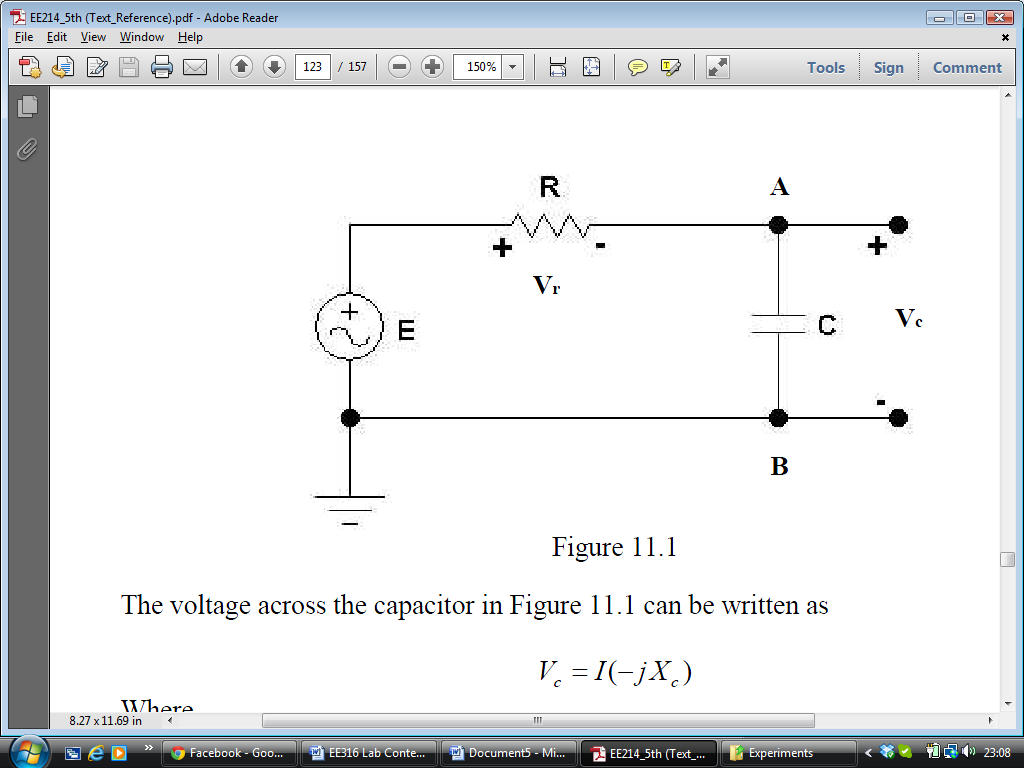 EE214_5th (Text_Reference).pdf - Adobe Reader
File Edit View Window Help
123 / 157 150% Tools Sign Comment
R A
+ - +
Vr
+ E C Vc
-
B
Figure 11.1
The voltage across the capacitor in Figure 11.1 can be written as
Vc = I(-jXc)
Where
8.27 x 11.69 in
Facebook - Goo... EE316 Lab Conte... Document5 - Mi... EE214_5th (Text_... Experiments 23:08